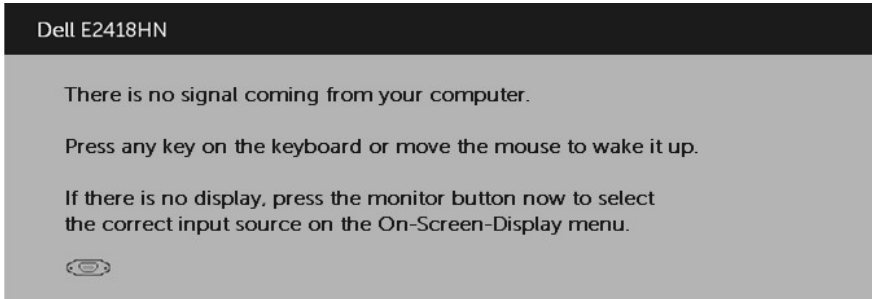 Dell E2418HN
There is no signal coming from your computer.
Press any key on the keyboard or move the mouse to wake it up.
If there is no display, press the monitor button now to select
the correct input source on the On-Screen-Display menu.